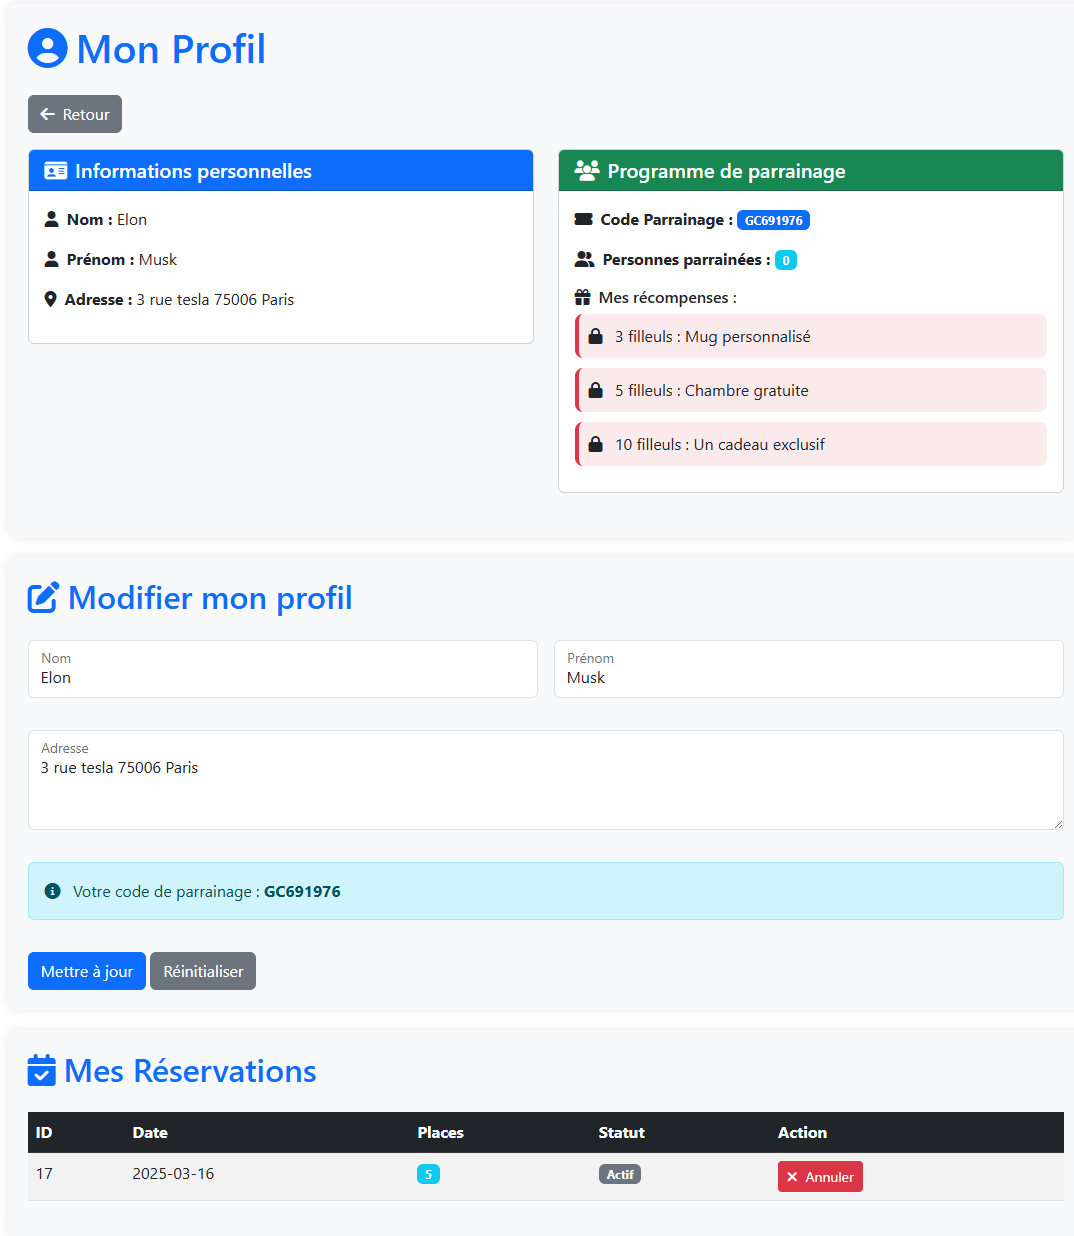 Mon Profil
Retour
Informations personnelles
Nom : Elon
Prénom : Musk
Adresse : 3 rue tesla 75006 Paris
Programme de parrainage
Code Parrainage : GC691976
Personnes parrainées : 0
Mes récompenses :
3 filleuls : Mug personnalisé
5 filleuls : Chambre gratuite
10 filleuls : Un cadeau exclusif
Modifier mon profil
Nom
Elon
Prénom
Musk
Adresse
3 rue tesla 75006 Paris
Votre code de parrainage : GC691976
Mettre à jour Réinitialiser
Mes Réservations
ID Date Places Statut Action
17 2025-03-16 5 Actif Annuler